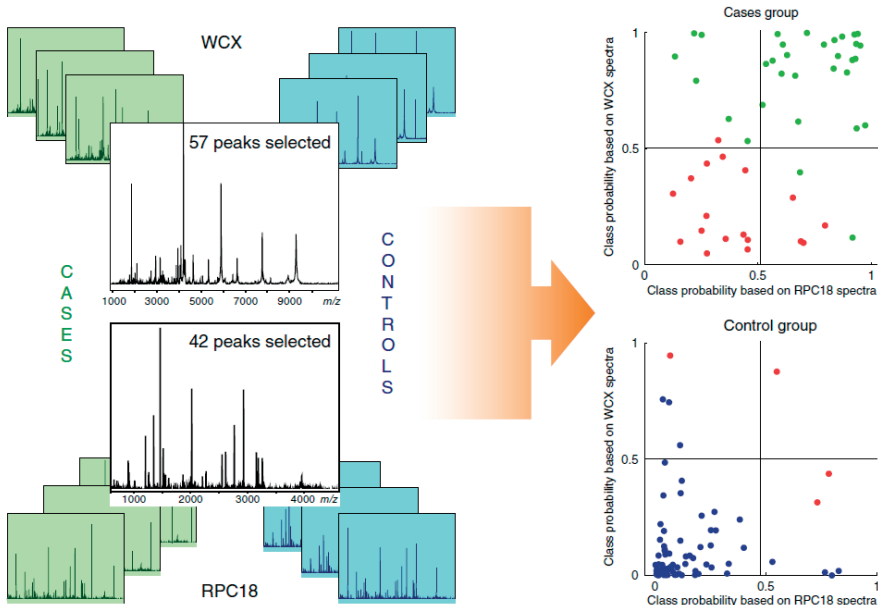 WCX
57 peaks selected
1000 3000 5000 7000 9000 m/z
CASES
CONTROLS
42 peaks selected
1000 2000 3000 4000 m/z
RPC18
Cases group
Class probability based on WCX spectra
1
0.5
0
0 0.5 1
Class probability based on RPC18 spectra
Control group
Class probability based on WCX spectra
1
0.5
0
0 0.5 1
Class probability based on RPC18 spectra